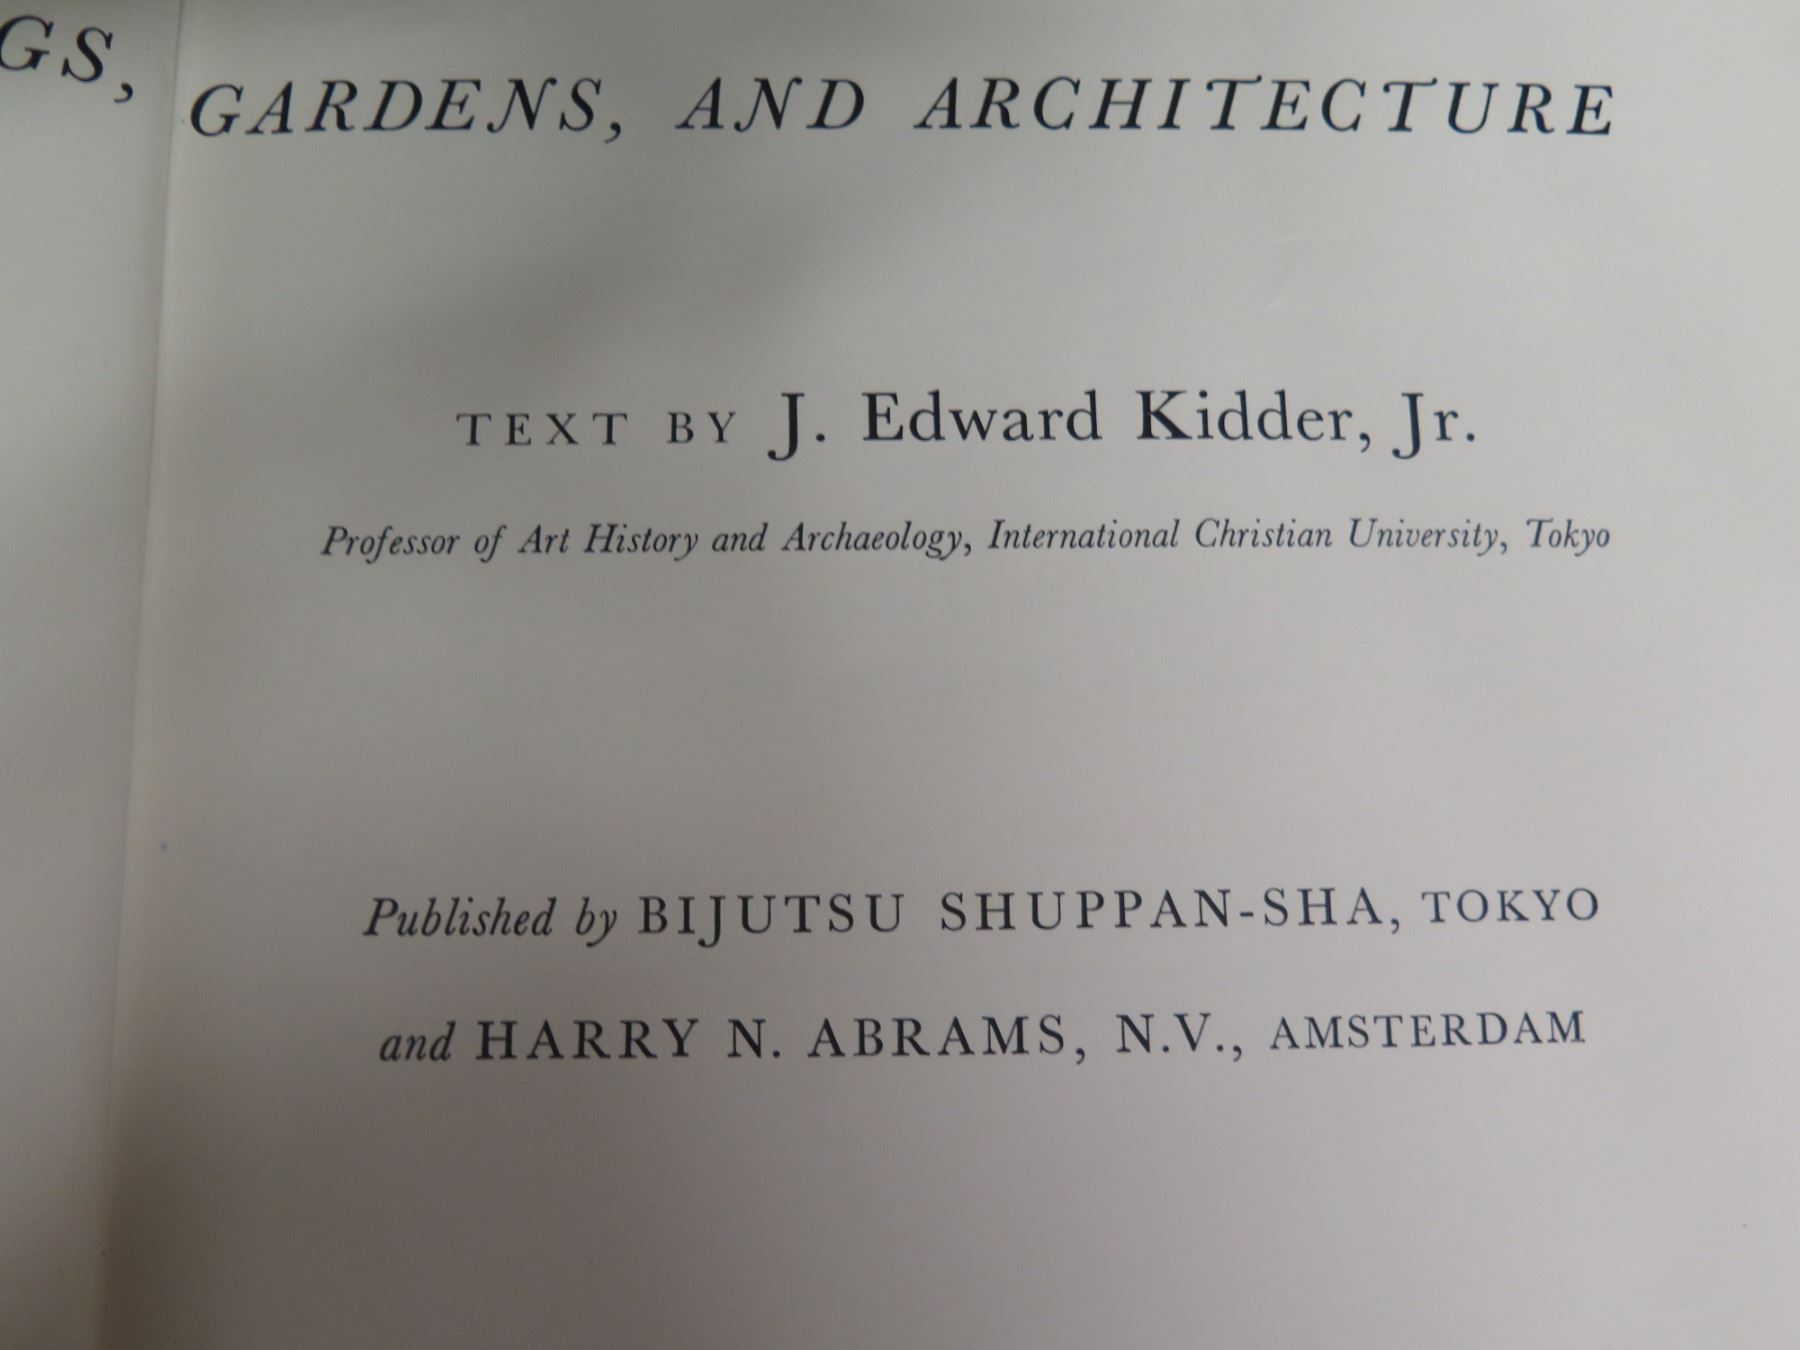 GS, GARDENS, AND ARCHITECTURE
TEXT BY J. Edward Kidder, Jr.
Professor of Art History and Archaeology, International Christian University, Tokyo
Published by BIJUTSU SHUPPAN-SHA, TOKYO
and HARRY N. ABRAMS, N.V., AMSTERDAM